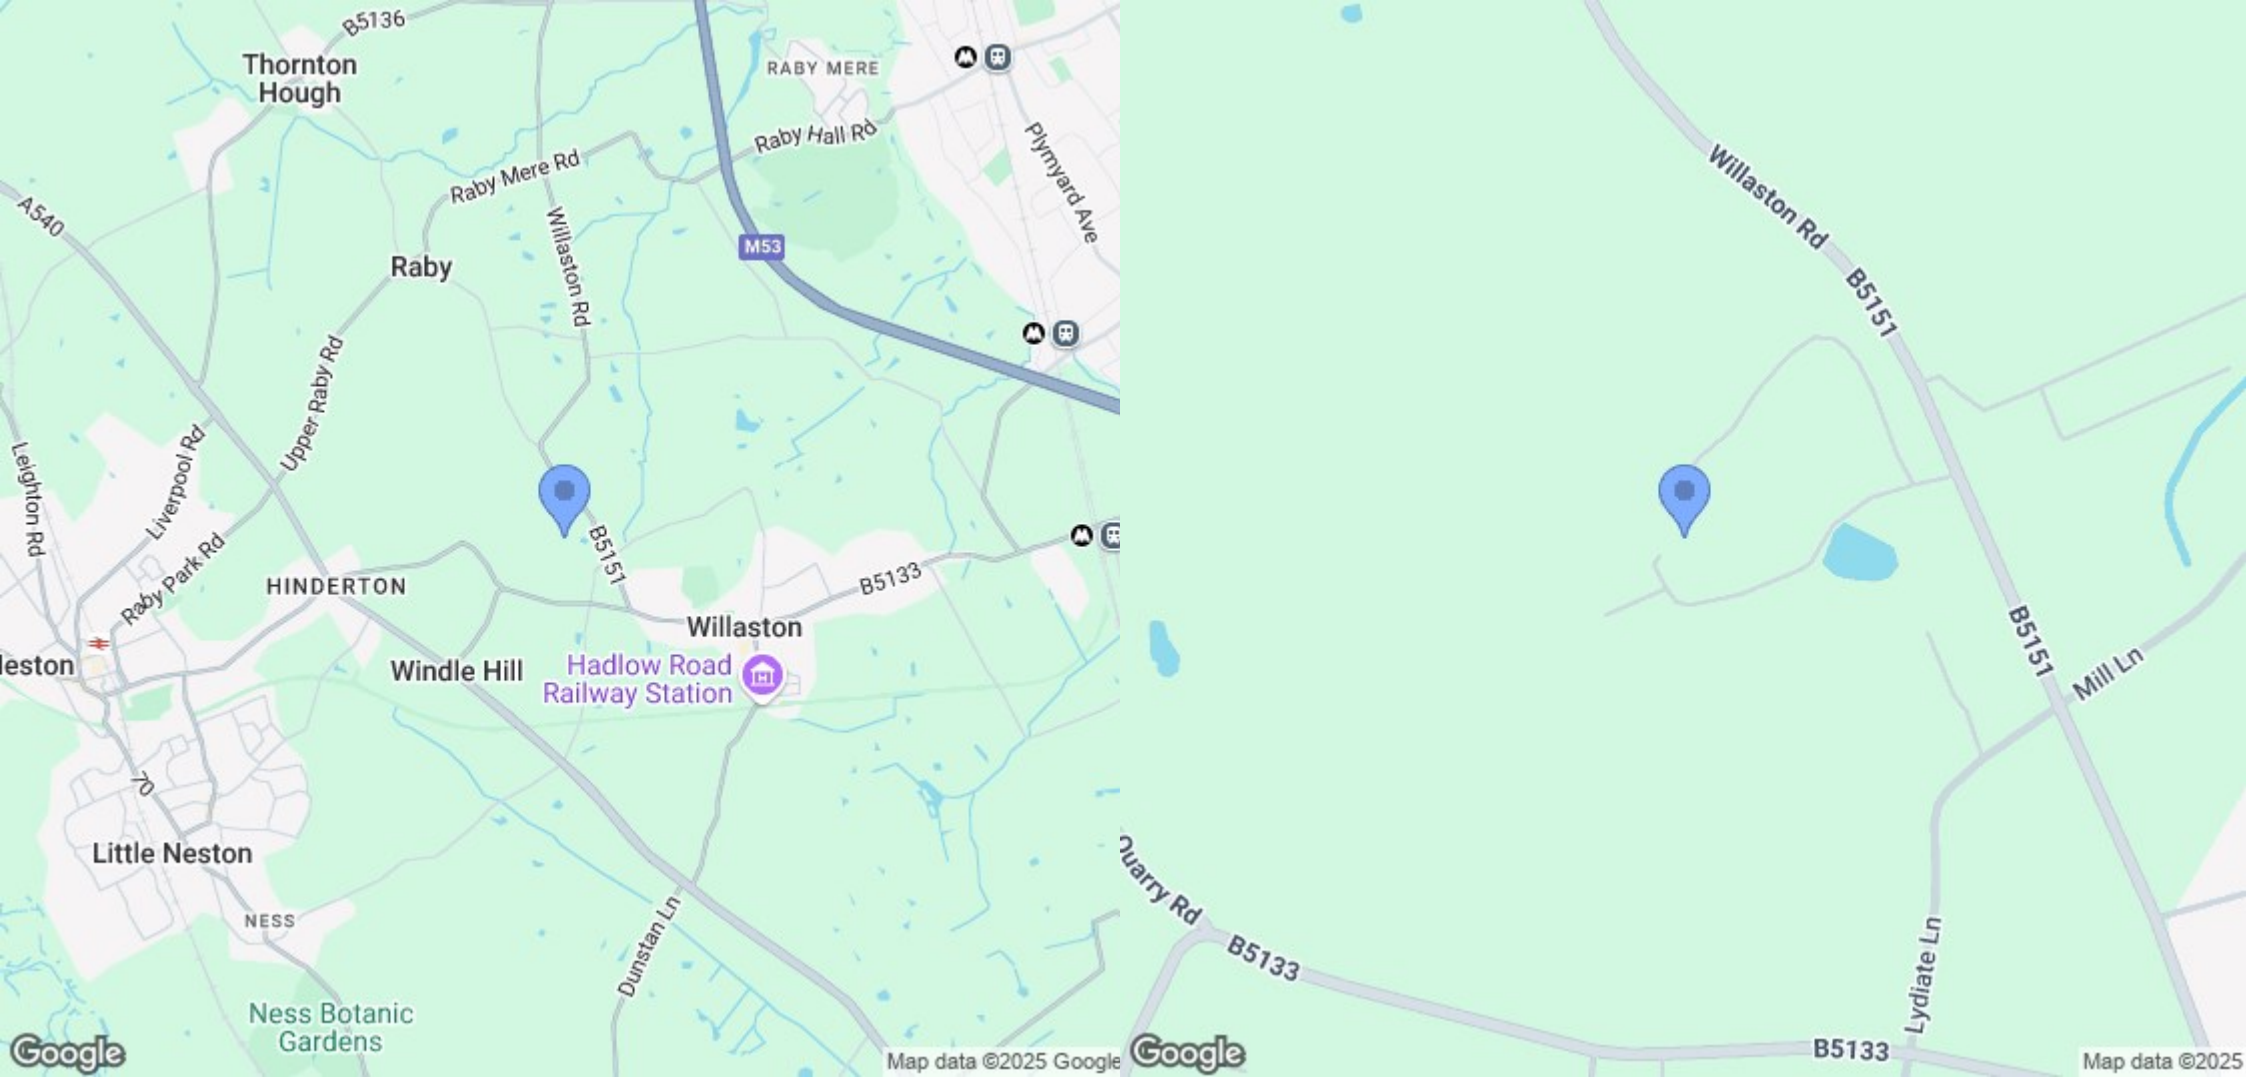 B5136
Thornton
Hough
RABY MERE
Raby Hall Rd
Plymyard Ave
Raby Mere Rd
A540
Willaston Rd
M53
Raby
Upper Raby Rd
Liverpool Rd
Leighton Rd
Raby Park Rd
HINDERTON
B5151
B5133
Willaston
leston
Windle Hill
Hadlow Road
Railway Station
70
Little Neston
NESS
Dunstan Ln
Ness Botanic
Gardens
Google
Map data ©2025 Google
Willaston Rd
B5151
B5151
Mill Ln
Quarry Rd
B5133
Lydiate Ln
B5133
Google
Map data ©2025